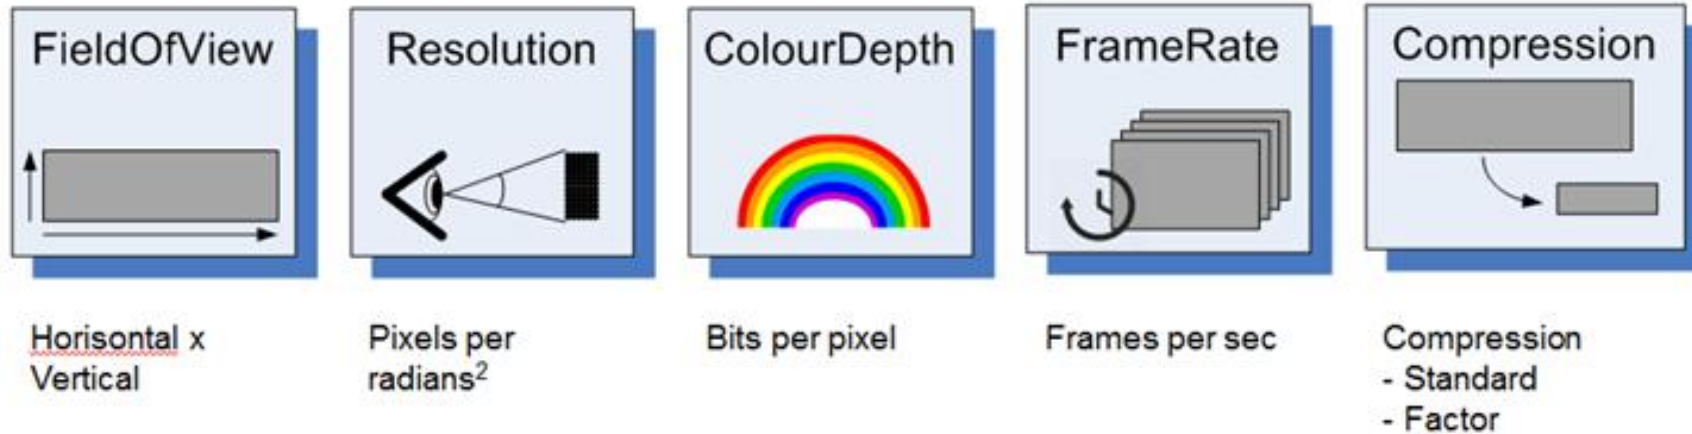 FieldOfView
Resolution
ColourDepth
FrameRate
Compression
Horisontal x
Vertical
Pixels per
radians²
Bits per pixel
Frames per sec
Compression
- Standard
- Factor